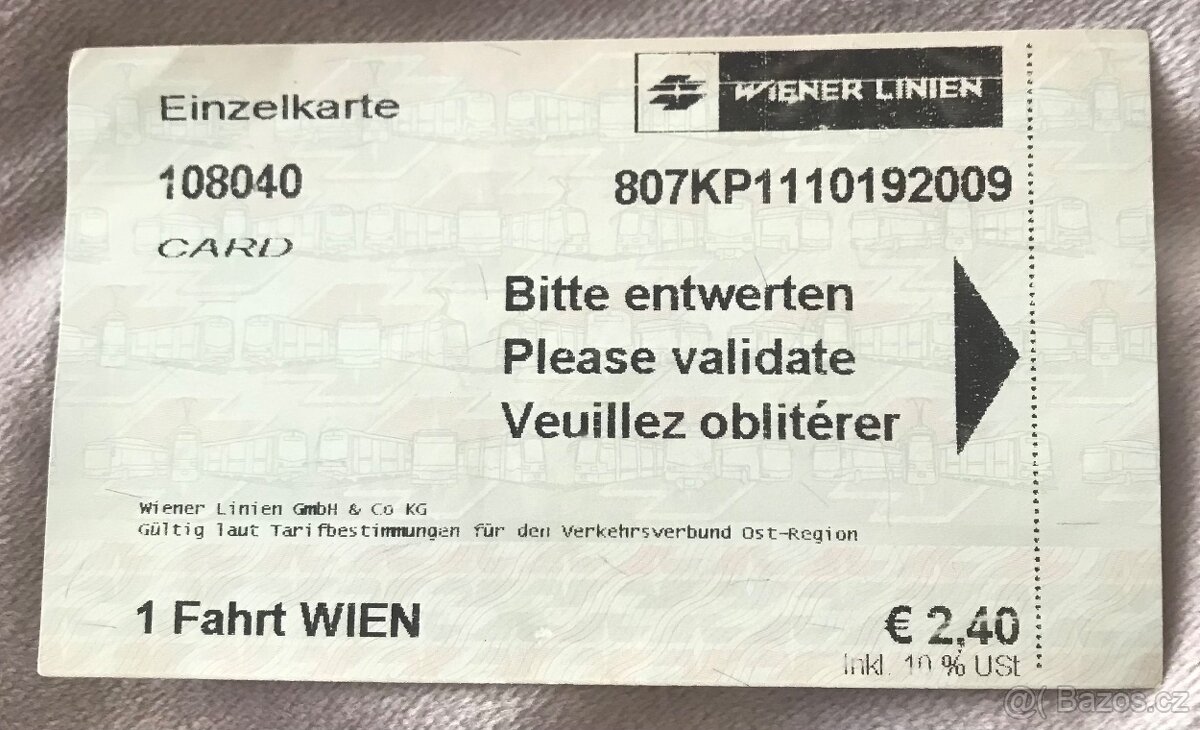 Einzelkarte
WIENER LINIEN
108040
807KP1110192009
CARD
Bitte entwerten
Please validate
Veuillez oblitérer
Wiener Linien GmbH & Co KG
Gültig laut Tarifbestimmungen für den Verkehrsverbund Ost-Region
1 Fahrt WIEN
€ 2,40
inkl. 10 % USt
@( Bazos.cz